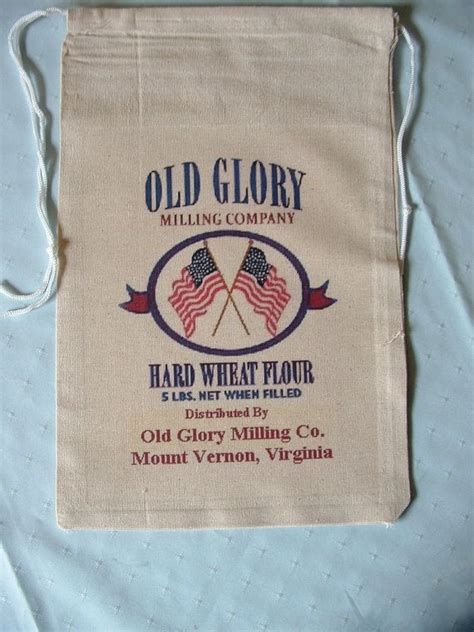 OLD GLORY
MILLING COMPANY
HARD WHEAT FLOUR
5 LBS. NET WHEN FILLED
Distributed By
Old Glory Milling Co.
Mount Vernon, Virginia